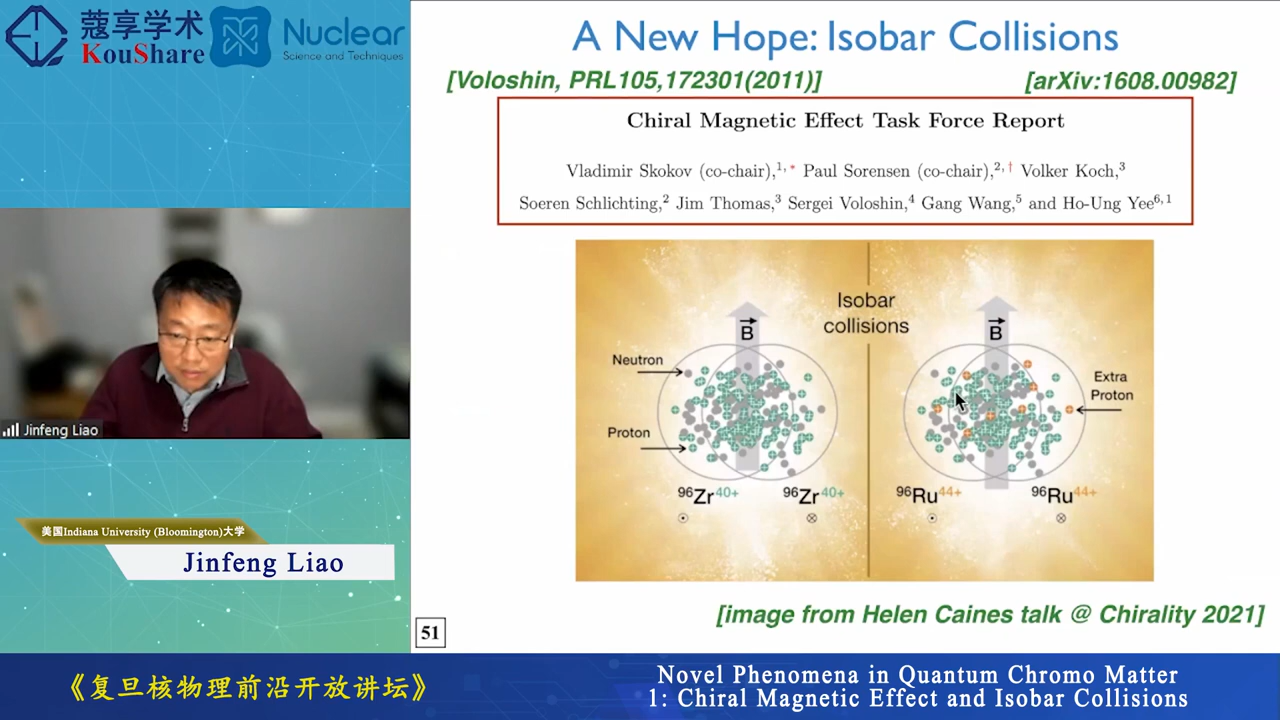 蔻享学术
KouShare
Nuclear
Science and Techniques
A New Hope: Isobar Collisions
[Voloshin, PRL105,172301(2011)]
[arXiv:1608.00982]
Chiral Magnetic Effect Task Force Report
Vladimir Skokov (co-chair),1, * Paul Sorensen (co-chair),2, † Volker Koch,3
Soeren Schlichting,2 Jim Thomas,3 Sergei Voloshin,4 Gang Wang,5 and Ho-Ung Yee6, 1
Isobar
collisions
B
B
Neutron
Proton
Extra
Proton
96Zr40+
96Zr40+
96Ru44+
96Ru44+
[image from Helen Caines talk @ Chirality 2021]
51
Jinfeng Liao
美国Indiana University (Bloomington)大学
Jinfeng Liao
《复旦核物理前沿开放讲坛》
Novel Phenomena in Quantum Chromo Matter
1: Chiral Magnetic Effect and Isobar Collisions